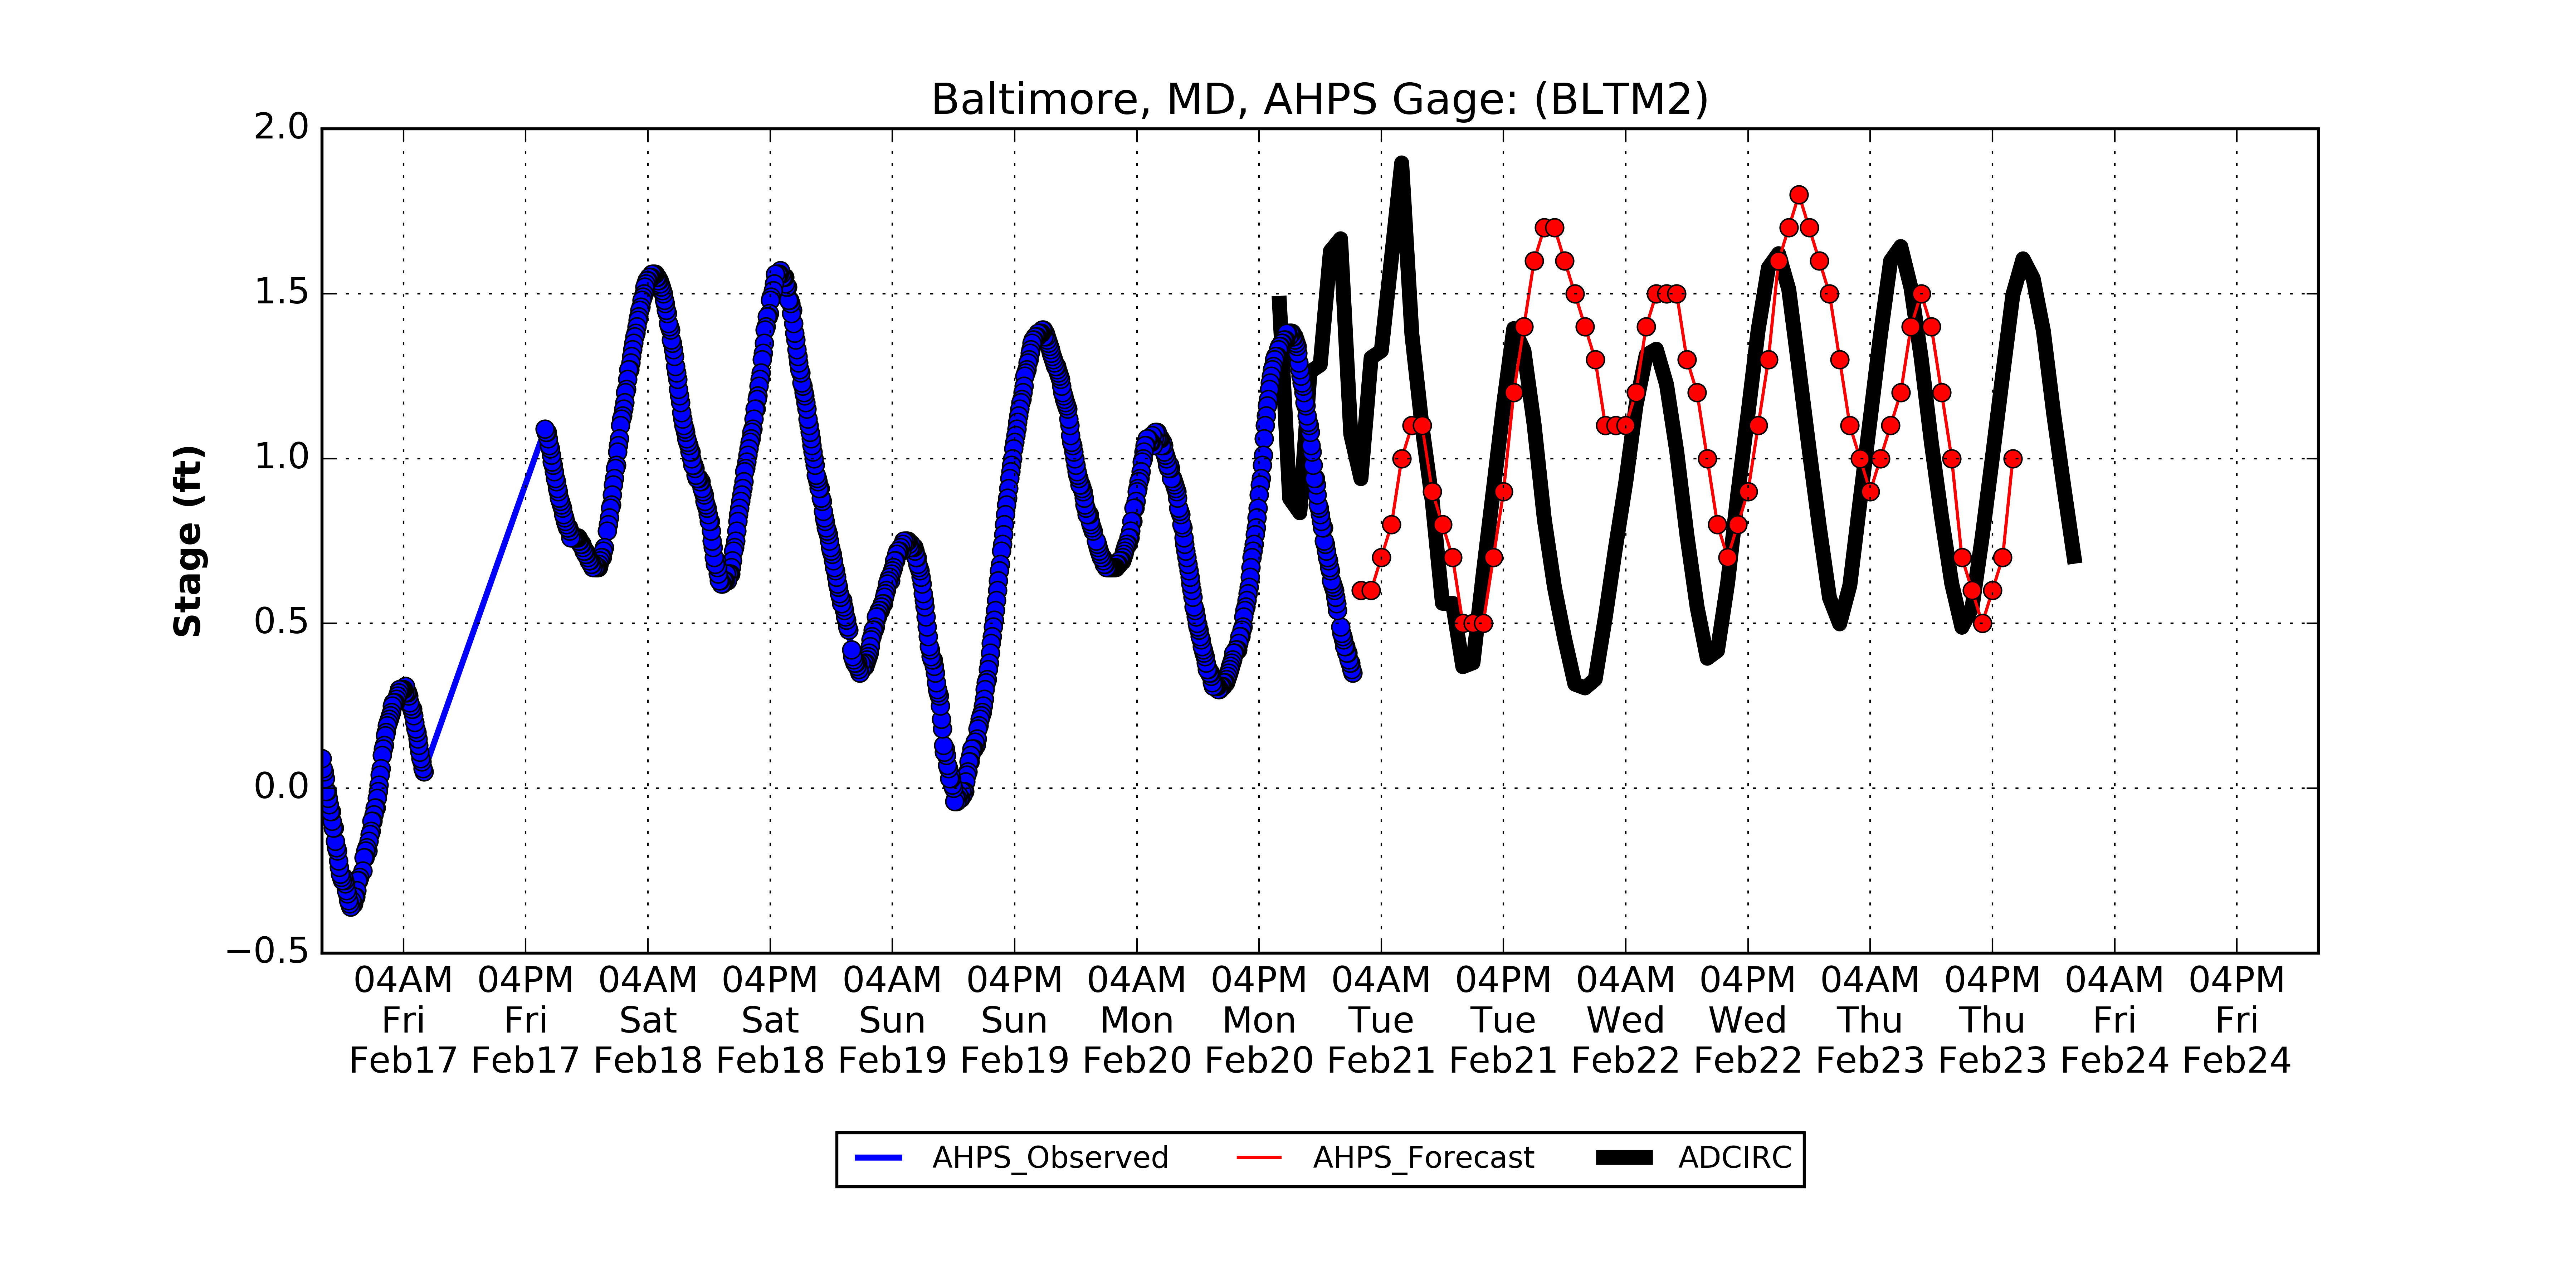 Baltimore, MD, AHPS Gage: (BLTM2)
2.0
1.5
1.0
0.5
0.0
−0.5
Stage (ft)
04AM 04PM 04AM 04PM 04AM 04PM 04AM 04PM 04AM 04PM 04AM 04PM 04AM 04PM 04AM 04PM
Fri Fri Sat Sat Sun Sun Mon Mon Tue Tue Wed Wed Thu Thu Fri Fri
Feb17 Feb17 Feb18 Feb18 Feb19 Feb19 Feb20 Feb20 Feb21 Feb21 Feb22 Feb22 Feb23 Feb23 Feb24 Feb24
AHPS_Observed AHPS_Forecast ADCIRC